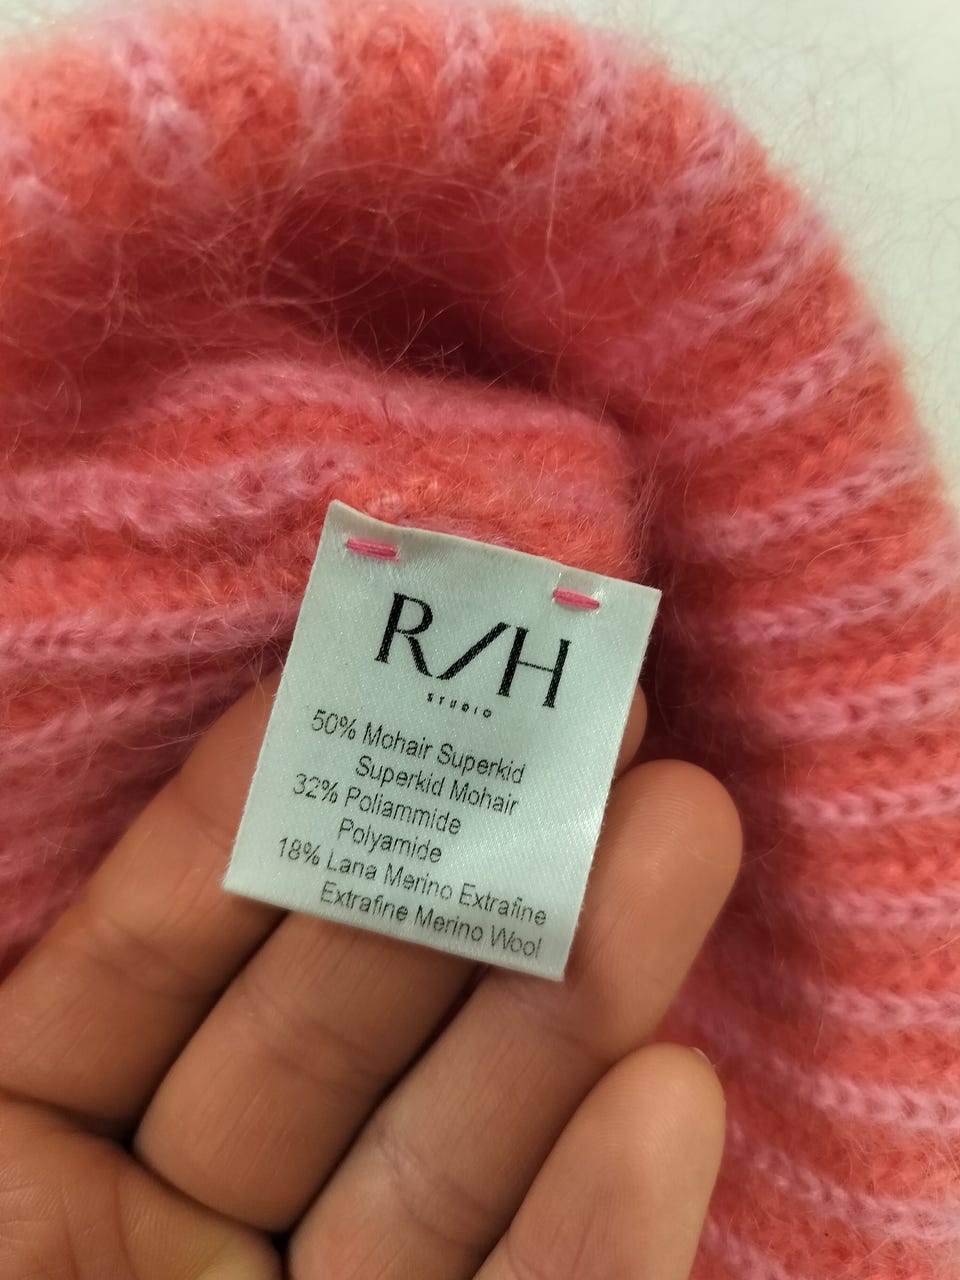 R/H
STUDIO
50% Mohair Superkid
Superkid Mohair
32% Poliammide
Polyamide
18% Lana Merino Extrafine
Extrafine Merino Wool